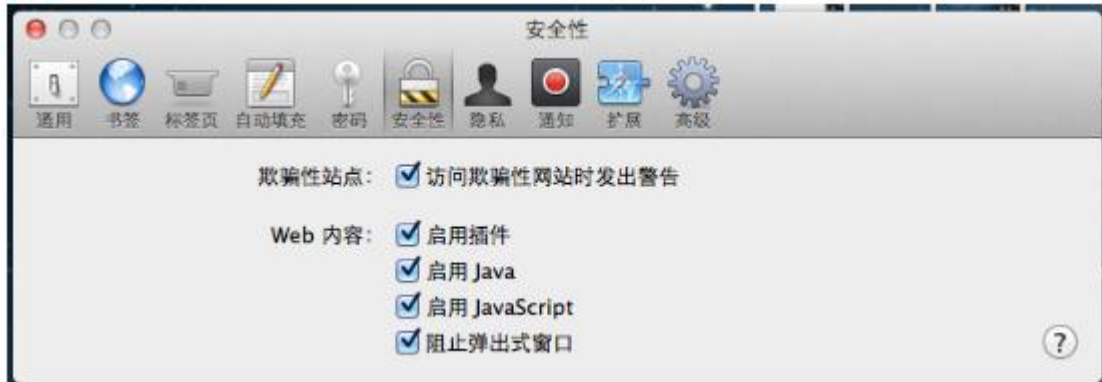 安全性
通用 书签 标签页 自动填充 密码 安全性 隐私 通知 扩展 高级
欺骗性站点： 访问欺骗性网站时发出警告
Web 内容： 启用插件
启用 Java
启用 JavaScript
阻止弹出式窗口
?